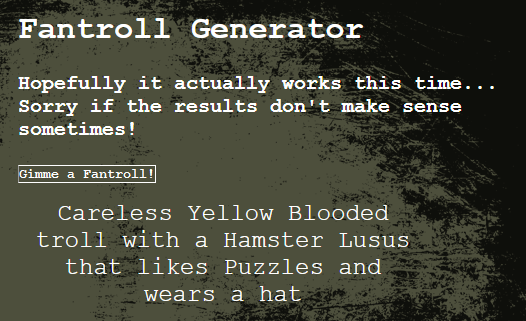 Fantroll Generator
Hopefully it actually works this time...
Sorry if the results don't make sense
sometimes!
Gimme a Fantroll!
Careless Yellow Blooded
troll with a Hamster Lusus
that likes Puzzles and
wears a hat